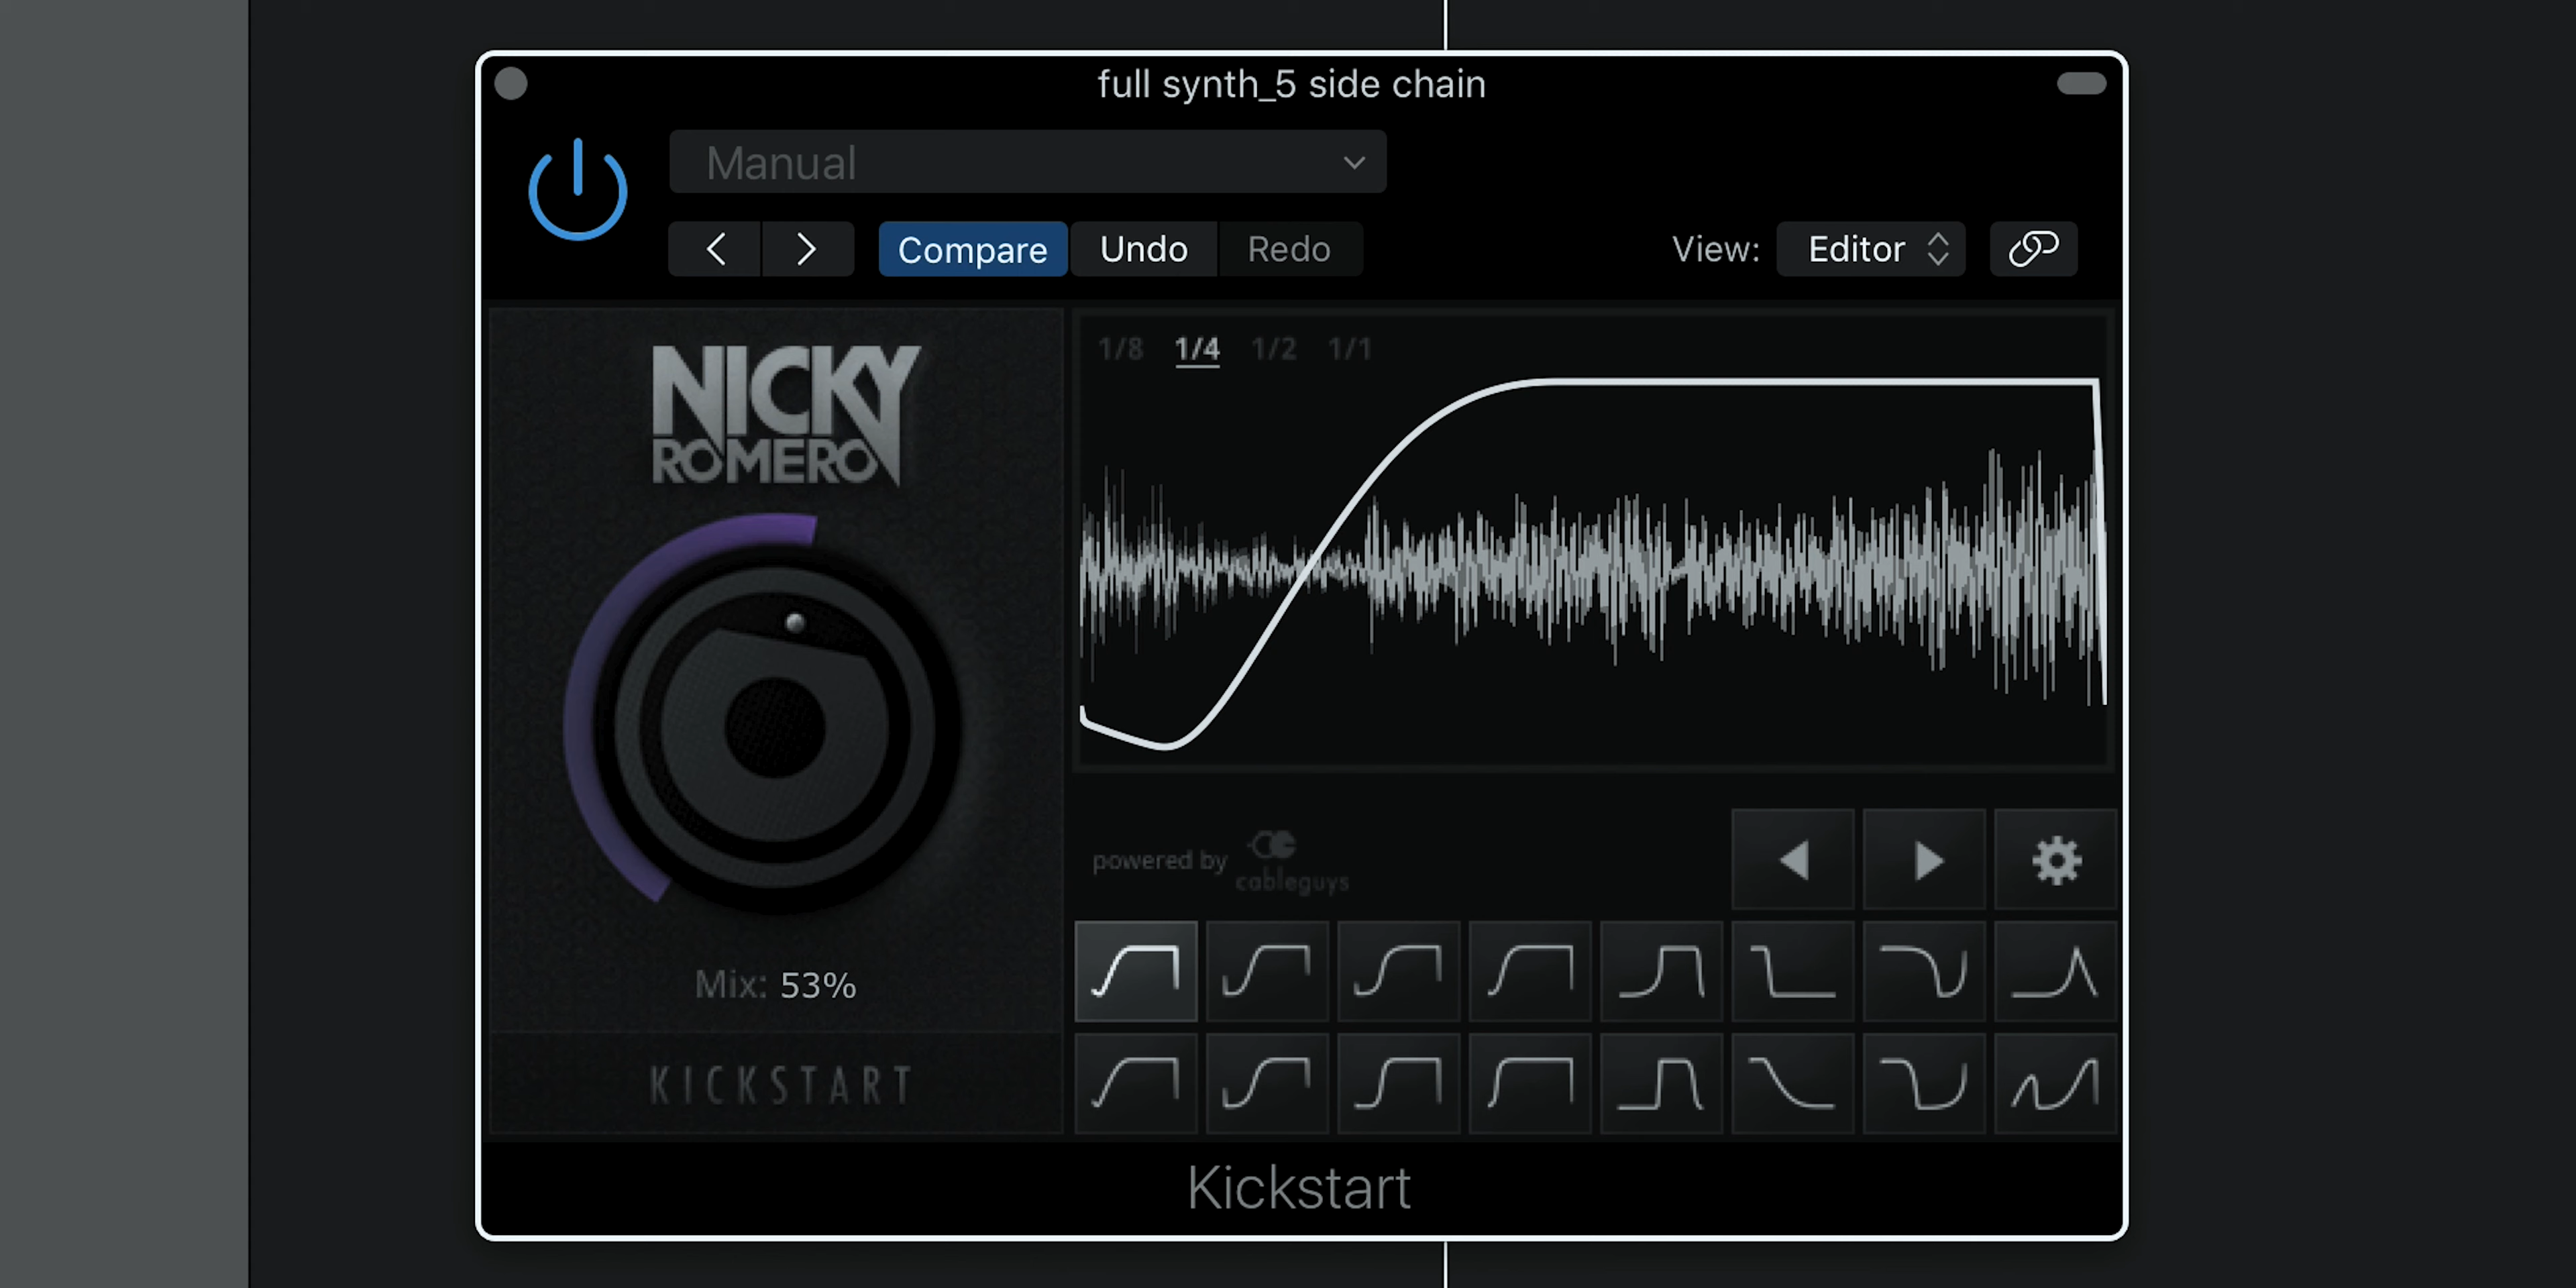 full synth_5 side chain
Manual
Compare Undo Redo View: Editor
NICKY
ROMERO
1/8 1/4 1/2 1/1
powered by cableguys
Mix: 53%
KICKSTART
Kickstart